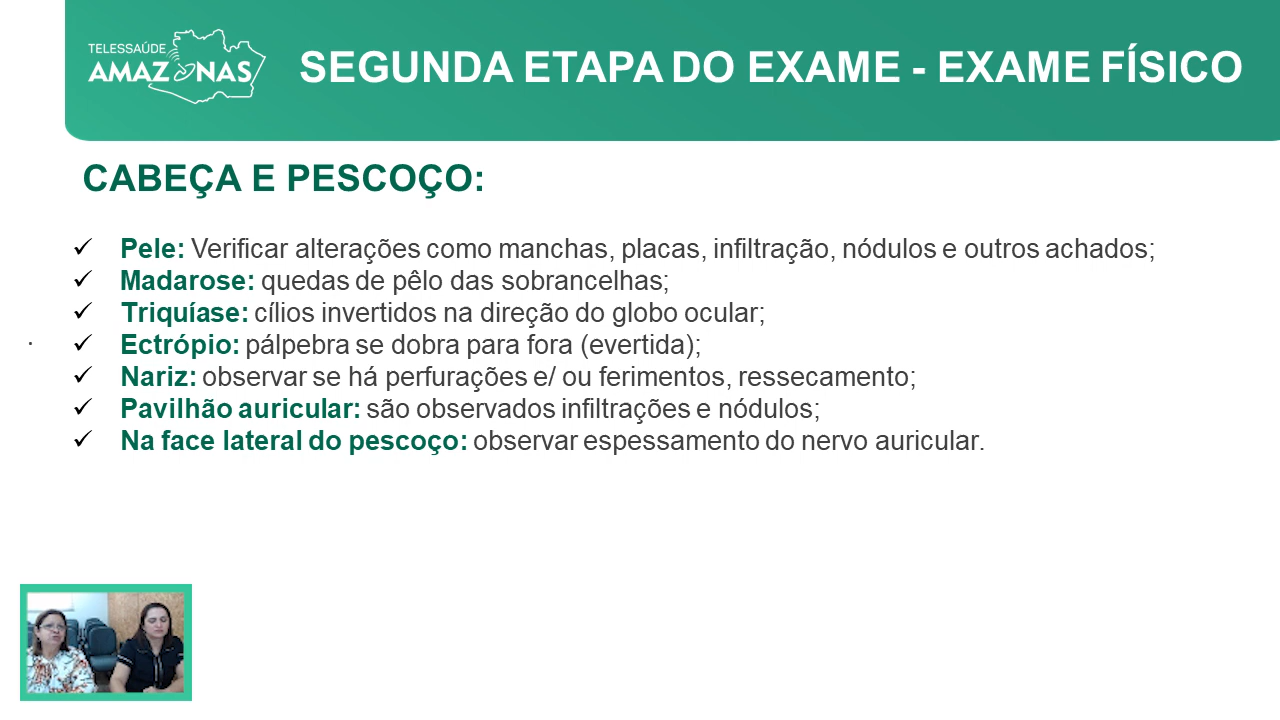 TELESSAÚDE
AMAZONAS
SEGUNDA ETAPA DO EXAME - EXAME FÍSICO
CABEÇA E PESCOÇO:
✓ Pele: Verificar alterações como manchas, placas, infiltração, nódulos e outros achados;
✓ Madarose: quedas de pêlo das sobrancelhas;
✓ Triquíase: cílios invertidos na direção do globo ocular;
✓ Ectrópio: pálpebra se dobra para fora (evertida);
✓ Nariz: observar se há perfurações e/ ou ferimentos, ressecamento;
✓ Pavilhão auricular: são observados infiltrações e nódulos;
✓ Na face lateral do pescoço: observar espessamento do nervo auricular.